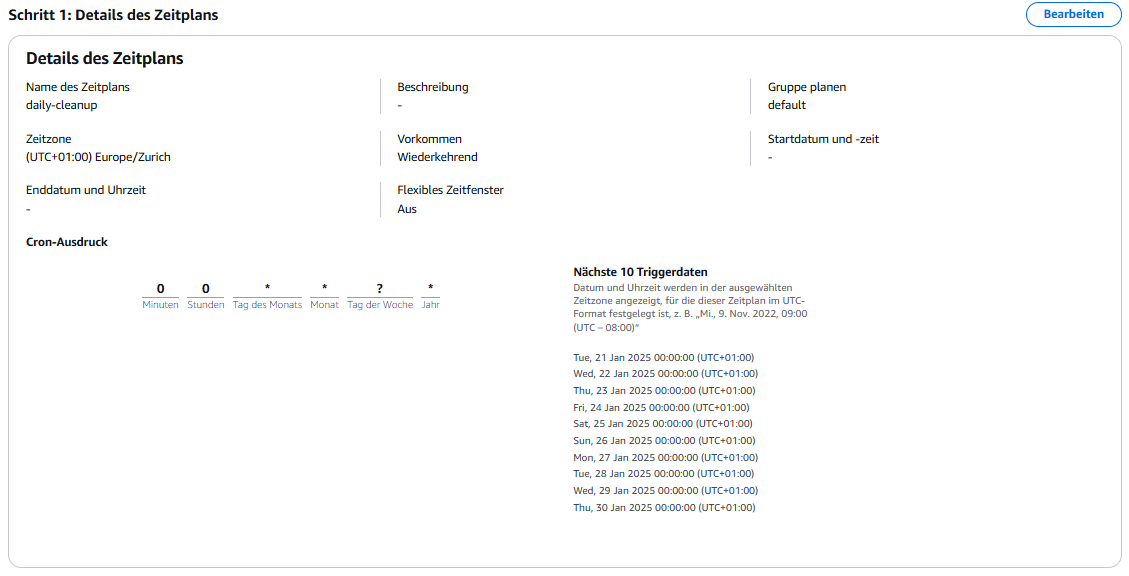 Schritt 1: Details des Zeitplans
Bearbeiten
Details des Zeitplans
Name des Zeitplans
daily-cleanup
Beschreibung
-
Gruppe planen
default
Zeitzone
(UTC+01:00) Europe/Zurich
Vorkommen
Wiederkehrend
Startdatum und -zeit
-
Enddatum und Uhrzeit
-
Flexibles Zeitfenster
Aus
Cron-Ausdruck
0 0 * * ? *
Minuten Stunden Tag des Monats Monat Tag der Woche Jahr
Nächste 10 Triggerdaten
Datum und Uhrzeit werden in der ausgewählten
Zeitzone angezeigt, für die dieser Zeitplan im UTC-
Format festgelegt ist, z. B. „Mi., 9. Nov. 2022, 09:00
(UTC – 08:00)“
Tue, 21 Jan 2025 00:00:00 (UTC+01:00)
Wed, 22 Jan 2025 00:00:00 (UTC+01:00)
Thu, 23 Jan 2025 00:00:00 (UTC+01:00)
Fri, 24 Jan 2025 00:00:00 (UTC+01:00)
Sat, 25 Jan 2025 00:00:00 (UTC+01:00)
Sun, 26 Jan 2025 00:00:00 (UTC+01:00)
Mon, 27 Jan 2025 00:00:00 (UTC+01:00)
Tue, 28 Jan 2025 00:00:00 (UTC+01:00)
Wed, 29 Jan 2025 00:00:00 (UTC+01:00)
Thu, 30 Jan 2025 00:00:00 (UTC+01:00)